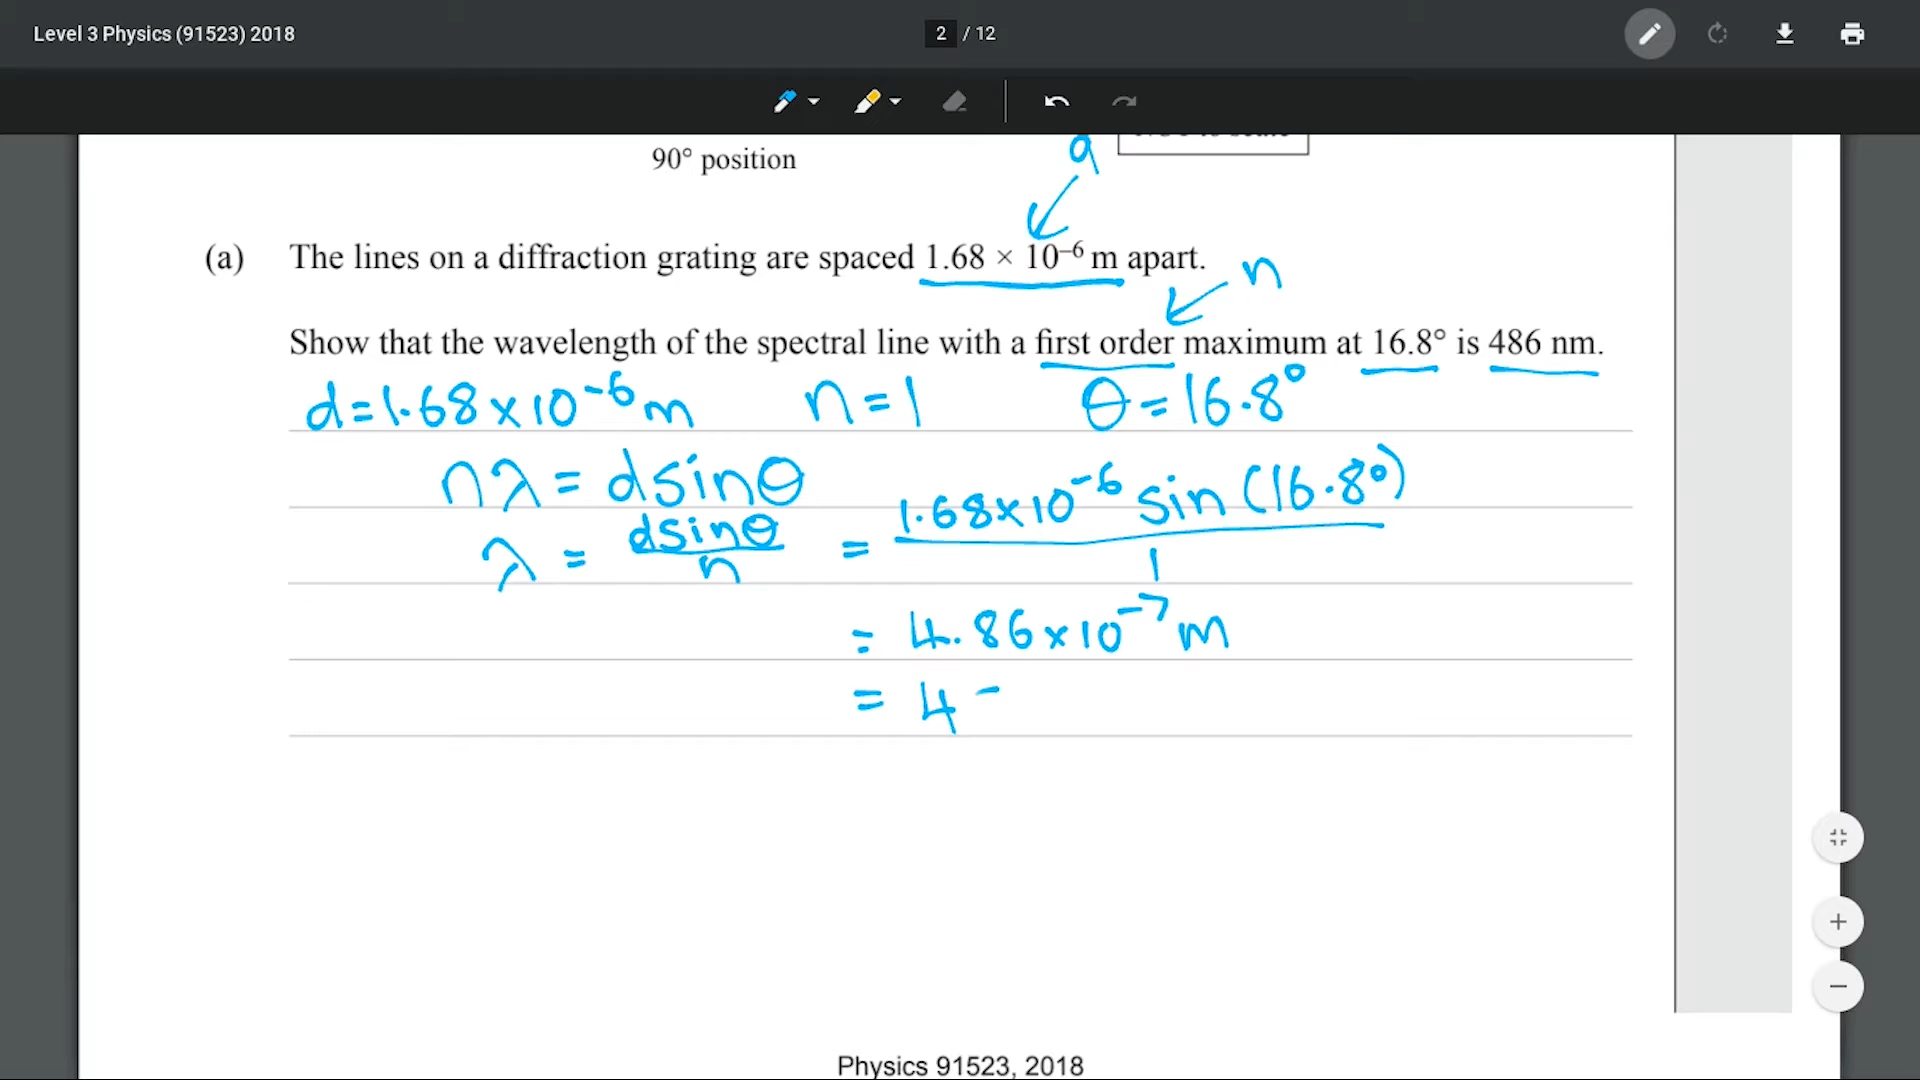 Level 3 Physics (91523) 2018
2 / 12
90° position
d
(a) The lines on a diffraction grating are spaced 1.68 × 10⁻⁶ m apart.
n
Show that the wavelength of the spectral line with a first order maximum at 16.8° is 486 nm.
d=1.68×10⁻⁶m n=1 θ=16.8°
nλ = dsinθ
λ = dsinθ/n = 1.68×10⁻⁶ sin (16.8°)/1
= 4.86×10⁻⁷ m
= 4
Physics 91523, 2018